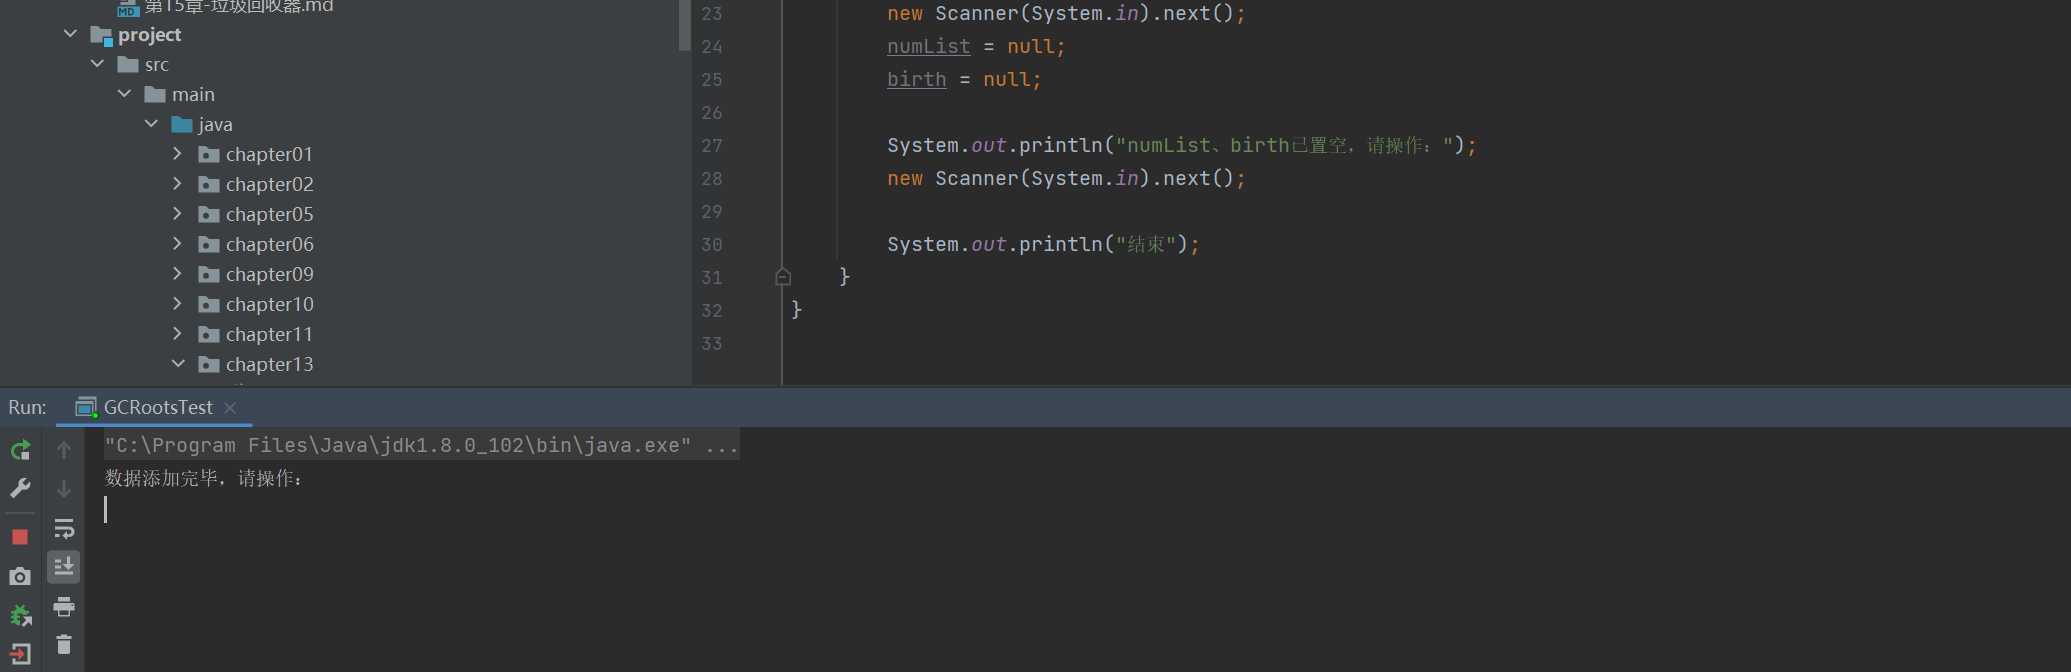 第15章-垃圾回收器.md
project
src
main
java
chapter01
chapter02
chapter05
chapter06
chapter09
chapter10
chapter11
chapter13
23 new Scanner(System.in).next();
24 numList = null;
25 birth = null;
26
27 System.out.println("numList、birth已置空，请操作：");
28 new Scanner(System.in).next();
29
30 System.out.println("结束");
31 }
32 }
33
Run: GCRootsTest
"C:\Program Files\Java\jdk1.8.0_102\bin\java.exe" ...
数据添加完毕，请操作：